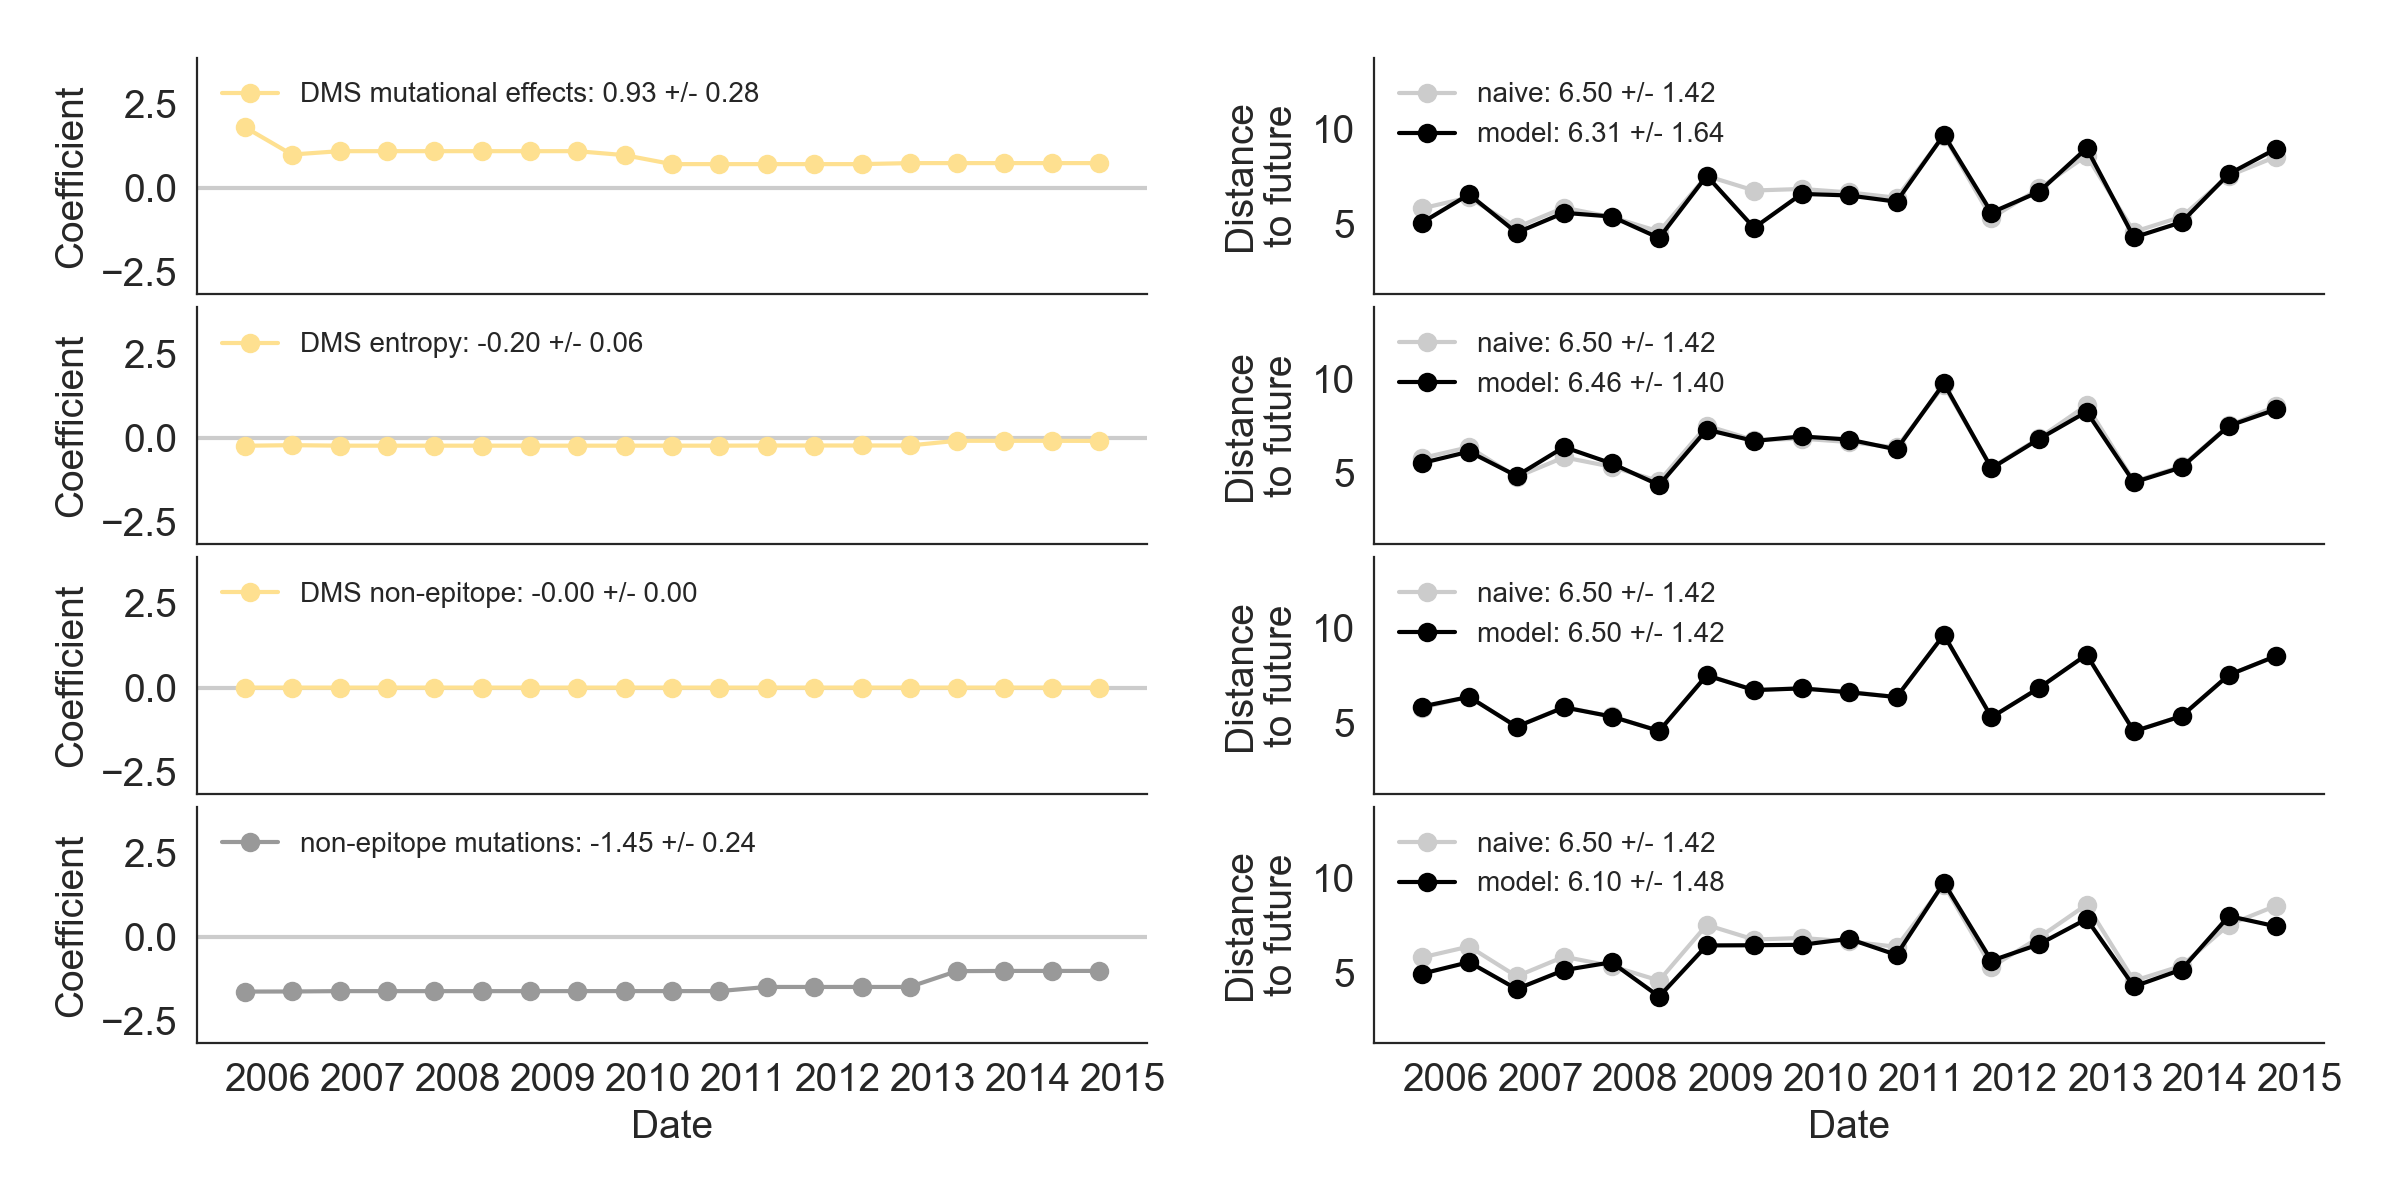 Coefficient
2.5
0.0
−2.5
DMS mutational effects: 0.93 +/- 0.28
Distance
to future
10
5
naive: 6.50 +/- 1.42
model: 6.31 +/- 1.64
Coefficient
2.5
0.0
−2.5
DMS entropy: -0.20 +/- 0.06
Distance
to future
10
5
naive: 6.50 +/- 1.42
model: 6.46 +/- 1.40
Coefficient
2.5
0.0
−2.5
DMS non-epitope: -0.00 +/- 0.00
Distance
to future
10
5
naive: 6.50 +/- 1.42
model: 6.50 +/- 1.42
Coefficient
2.5
0.0
−2.5
non-epitope mutations: -1.45 +/- 0.24
2006 2007 2008 2009 2010 2011 2012 2013 2014 2015
Date
Distance
to future
10
5
naive: 6.50 +/- 1.42
model: 6.10 +/- 1.48
2006 2007 2008 2009 2010 2011 2012 2013 2014 2015
Date